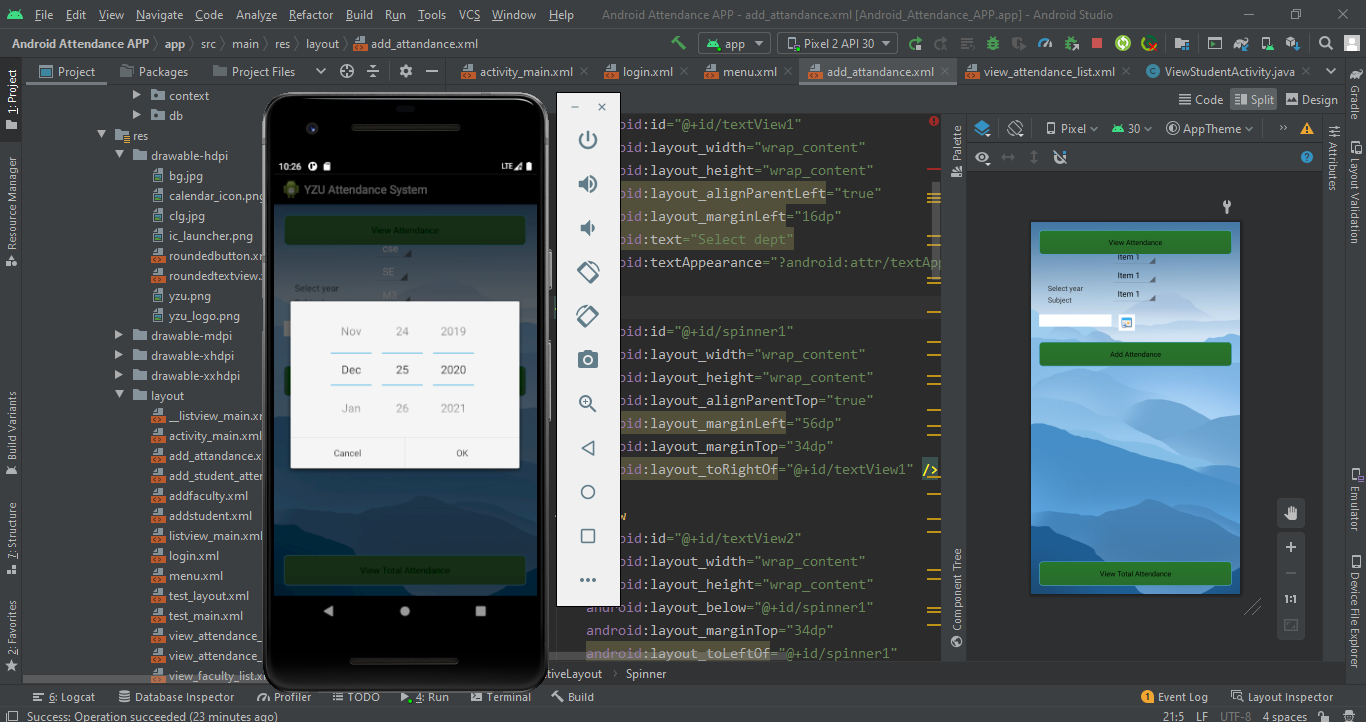 File Edit View Navigate Code Analyze Refactor Build Run Tools VCS Window Help Android Attendance APP - add_attandance.xml [Android_Attendance_APP.app] - Android Studio
Android Attendance APP app src main res layout add_attandance.xml app Pixel 2 API 30
Project Packages Project Files activity_main.xml login.xml menu.xml add_attandance.xml view_attendance_list.xml ViewStudentActivity.java
Code Split Design
Pixel 30 AppTheme
1: Project
Resource Manager
Build Variants
7: Structure
2: Favorites
context
db
res
drawable-hdpi
bg.jpg
calendar_icon.png
clg.jpg
ic_launcher.png
roundedbutton.xr
roundedtextview.
yzu.png
yzu_logo.png
drawable-mdpi
drawable-xhdpi
drawable-xxhdpi
layout
__listview_main.xr
activity_main.xml
add_attandance.x
add_student_atte
addfaculty.xml
addstudent.xml
listview_main.xml
login.xml
menu.xml
test_layout.xml
test_main.xml
view_attendance_
view_attendance_
view_faculty_list.x
10:26 LTE
YZU Attendance System
View Attendance
cse
SE
Select year
Nov 24 2019
Dec 25 2020
Jan 26 2021
Cancel OK
View Total Attendance
oid:id="@+id/textView1"
oid:layout_width="wrap_content"
oid:layout_height="wrap_content"
oid:layout_alignParentLeft="true"
oid:layout_marginLeft="16dp"
oid:text="Select dept"
oid:textAppearance="?android:attr/textApp
oid:id="@+id/spinner1"
oid:layout_width="wrap_content"
oid:layout_height="wrap_content"
oid:layout_alignParentTop="true"
oid:layout_marginLeft="56dp"
oid:layout_marginTop="34dp"
oid:layout_toRightOf="@+id/textView1" />
w
oid:id="@+id/textView2"
oid:layout_width="wrap_content"
oid:layout_height="wrap_content"
android:layout_below="@+id/spinner1"
android:layout_marginTop="34dp"
android:layout_toLeftOf="@+id/spinner1"
tiveLayout Spinner
Palette
Component Tree
View Attendance
Item 1
Item 1
Select year
Item 1
Subject
Add Attendance
View Total Attendance
1:1
Attributes
Gradle
Layout Validation
Emulator
Device File Explorer
6: Logcat Database Inspector Profiler TODO 4: Run Terminal Build 1 Event Log Layout Inspector
Success: Operation succeeded (23 minutes ago) 21:5 LF UTF-8 4 spaces